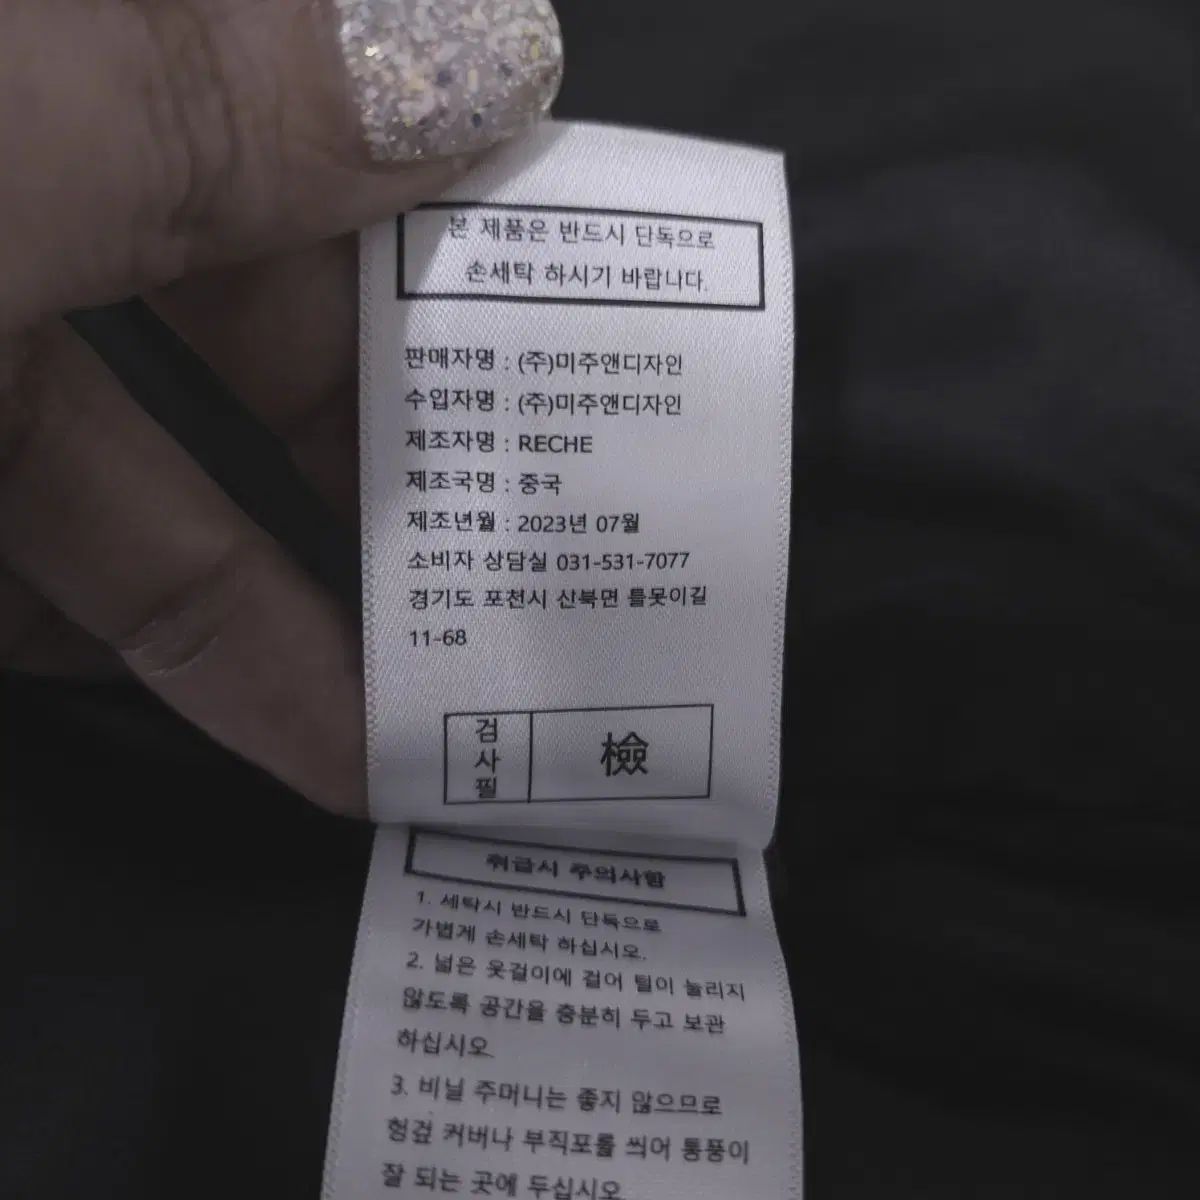 본 제품은 반드시 단독으로
손세탁 하시기 바랍니다.
판매자명 : (주)미주앤디자인
수입자명 : (주)미주앤디자인
제조자명 : RECHE
제조국명 : 중국
제조년월 : 2023년 07월
소비자 상담실 031-531-7077
경기도 포천시 산북면 틀못이길
11-68
검사필 檢
취급시 주의사항
1. 세탁시 반드시 단독으로
가볍게 손세탁 하십시오.
2. 넓은 옷걸이에 걸어 털이 눌리지
않도록 공간을 충분히 두고 보관
하십시오.
3. 비닐 주머니는 좋지 않으므로
헝겊 커버나 부직포를 씌어 통풍이
잘 되는 곳에 두십시오.